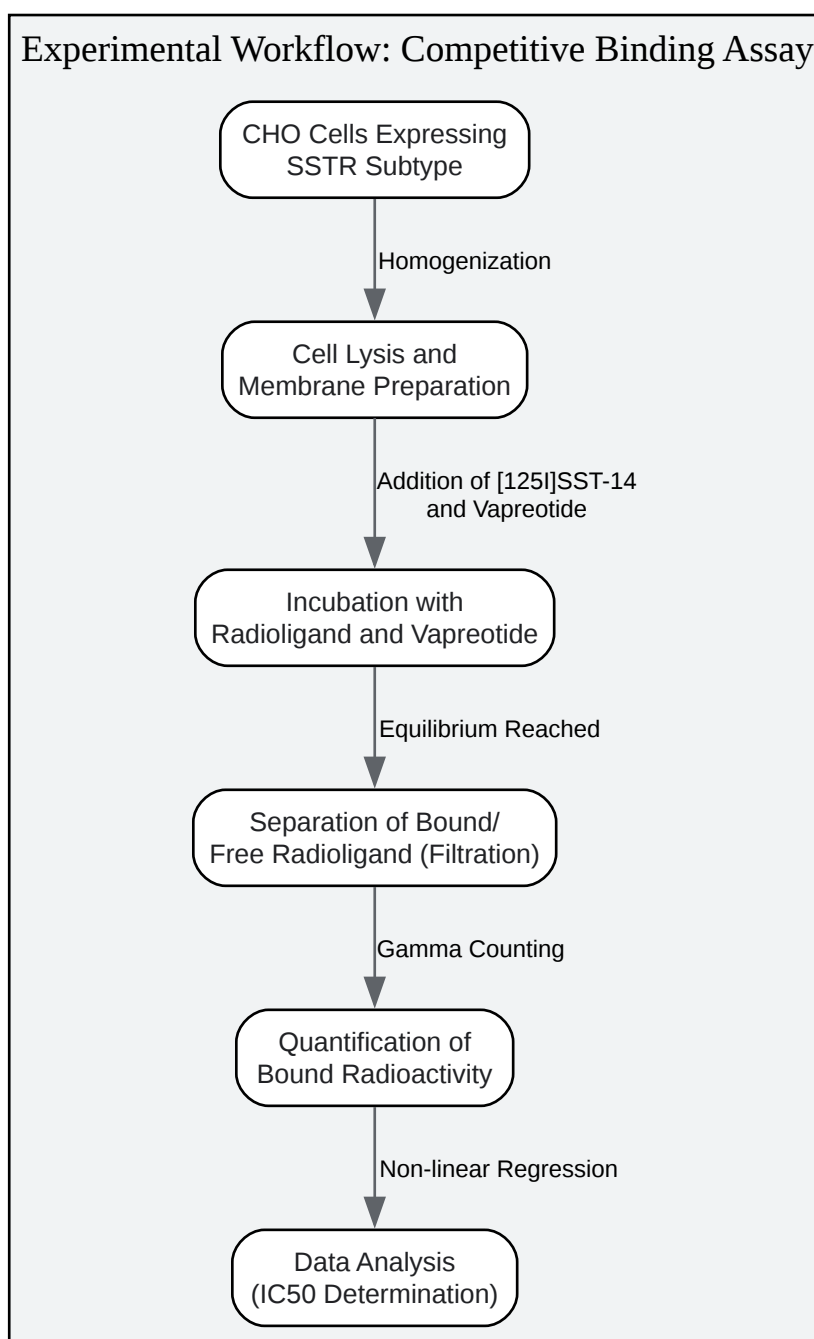 Experimental Workflow: Competitive Binding Assay
CHO Cells Expressing
SSTR Subtype
Homogenization
Cell Lysis and
Membrane Preparation
Addition of [125I]SST-14
and Vapreotide
Incubation with
Radioligand and Vapreotide
Equilibrium Reached
Separation of Bound/
Free Radioligand (Filtration)
Gamma Counting
Quantification of
Bound Radioactivity
Non-linear Regression
Data Analysis
(IC50 Determination)